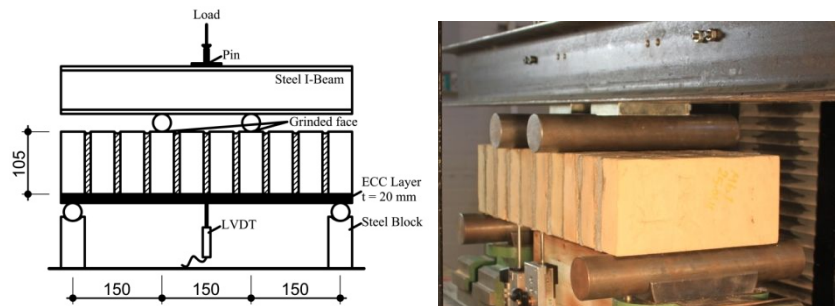 Load
Pin
Steel I-Beam
Grinded face
105
ECC Layer
t = 20 mm
LVDT
Steel Block
150 150 150